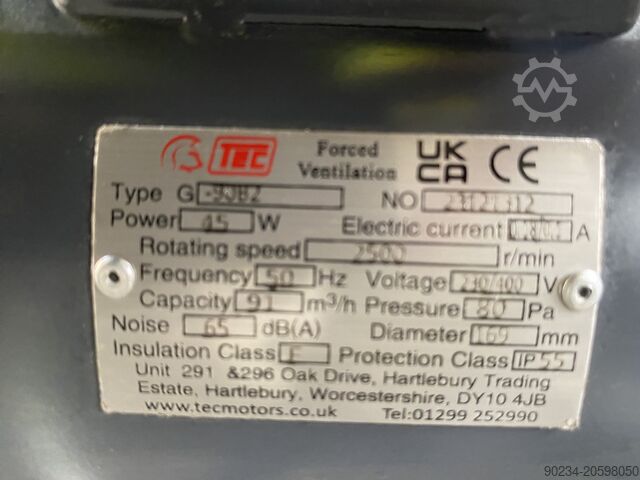 TEC Forced Ventilation UK CA CE
Type G NO
Power 45 W Electric current A
Rotating speed 2500 r/min
Frequency 50 Hz Voltage 230/400 V
Capacity 91 m³/h Pressure 80 Pa
Noise 65 dB(A) Diameter 169 mm
Insulation Class F Protection Class IP 55
Unit 291 &296 Oak Drive, Hartlebury Trading
Estate, Hartlebury, Worcestershire, DY10 4JB
www.tecmotors.co.uk Tel:01299 252990
90234-20598050